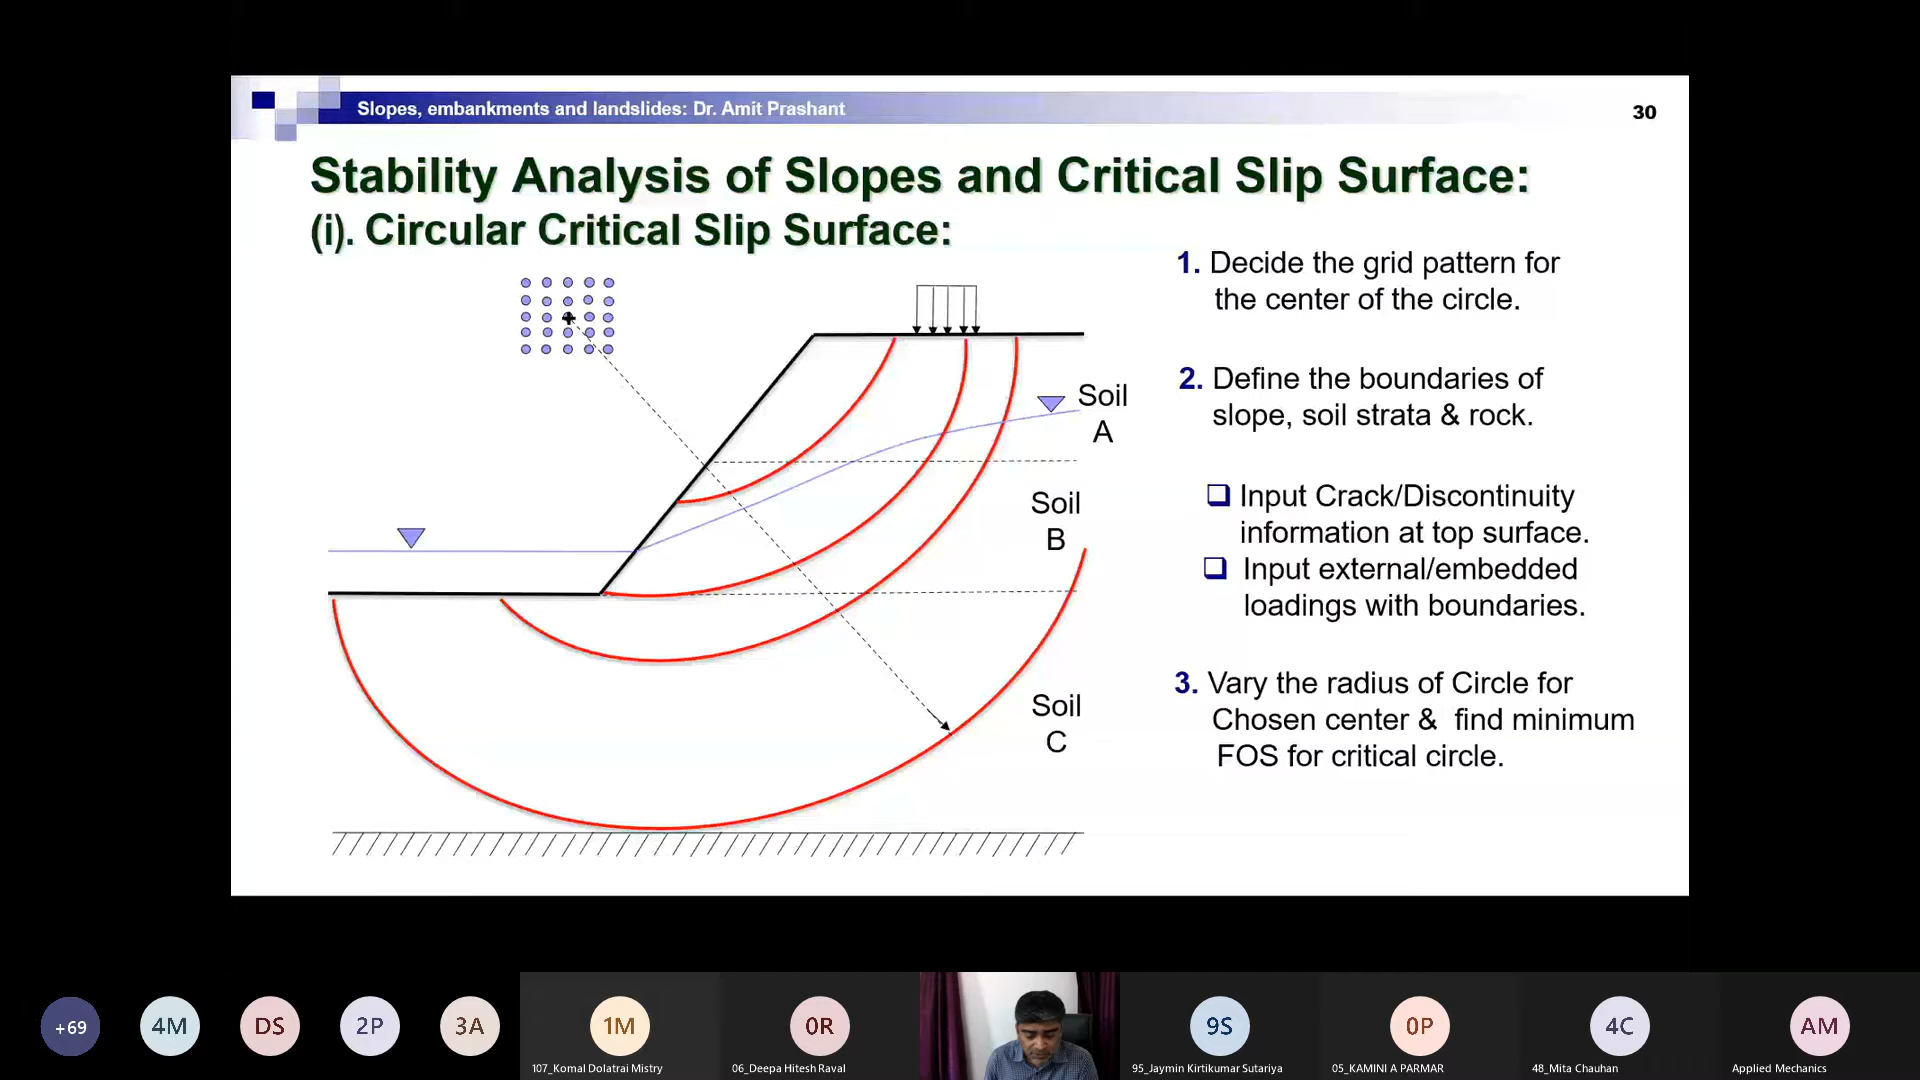 Slopes, embankments and landslides: Dr. Amit Prashant
30
Stability Analysis of Slopes and Critical Slip Surface:
(i). Circular Critical Slip Surface:
1. Decide the grid pattern for
the center of the circle.
2. Define the boundaries of
slope, soil strata & rock.
❑ Input Crack/Discontinuity
information at top surface.
❑ Input external/embedded
loadings with boundaries.
3. Vary the radius of Circle for
Chosen center & find minimum
FOS for critical circle.
Soil
A
Soil
B
Soil
C
+69
4M
DS
2P
3A
1M
107_Komal Dolatrai Mistry
0R
06_Deepa Hitesh Raval
9S
95_Jaymin Kirtikumar Sutariya
0P
05_KAMINI A PARMAR
4C
48_Mita Chauhan
AM
Applied Mechanics